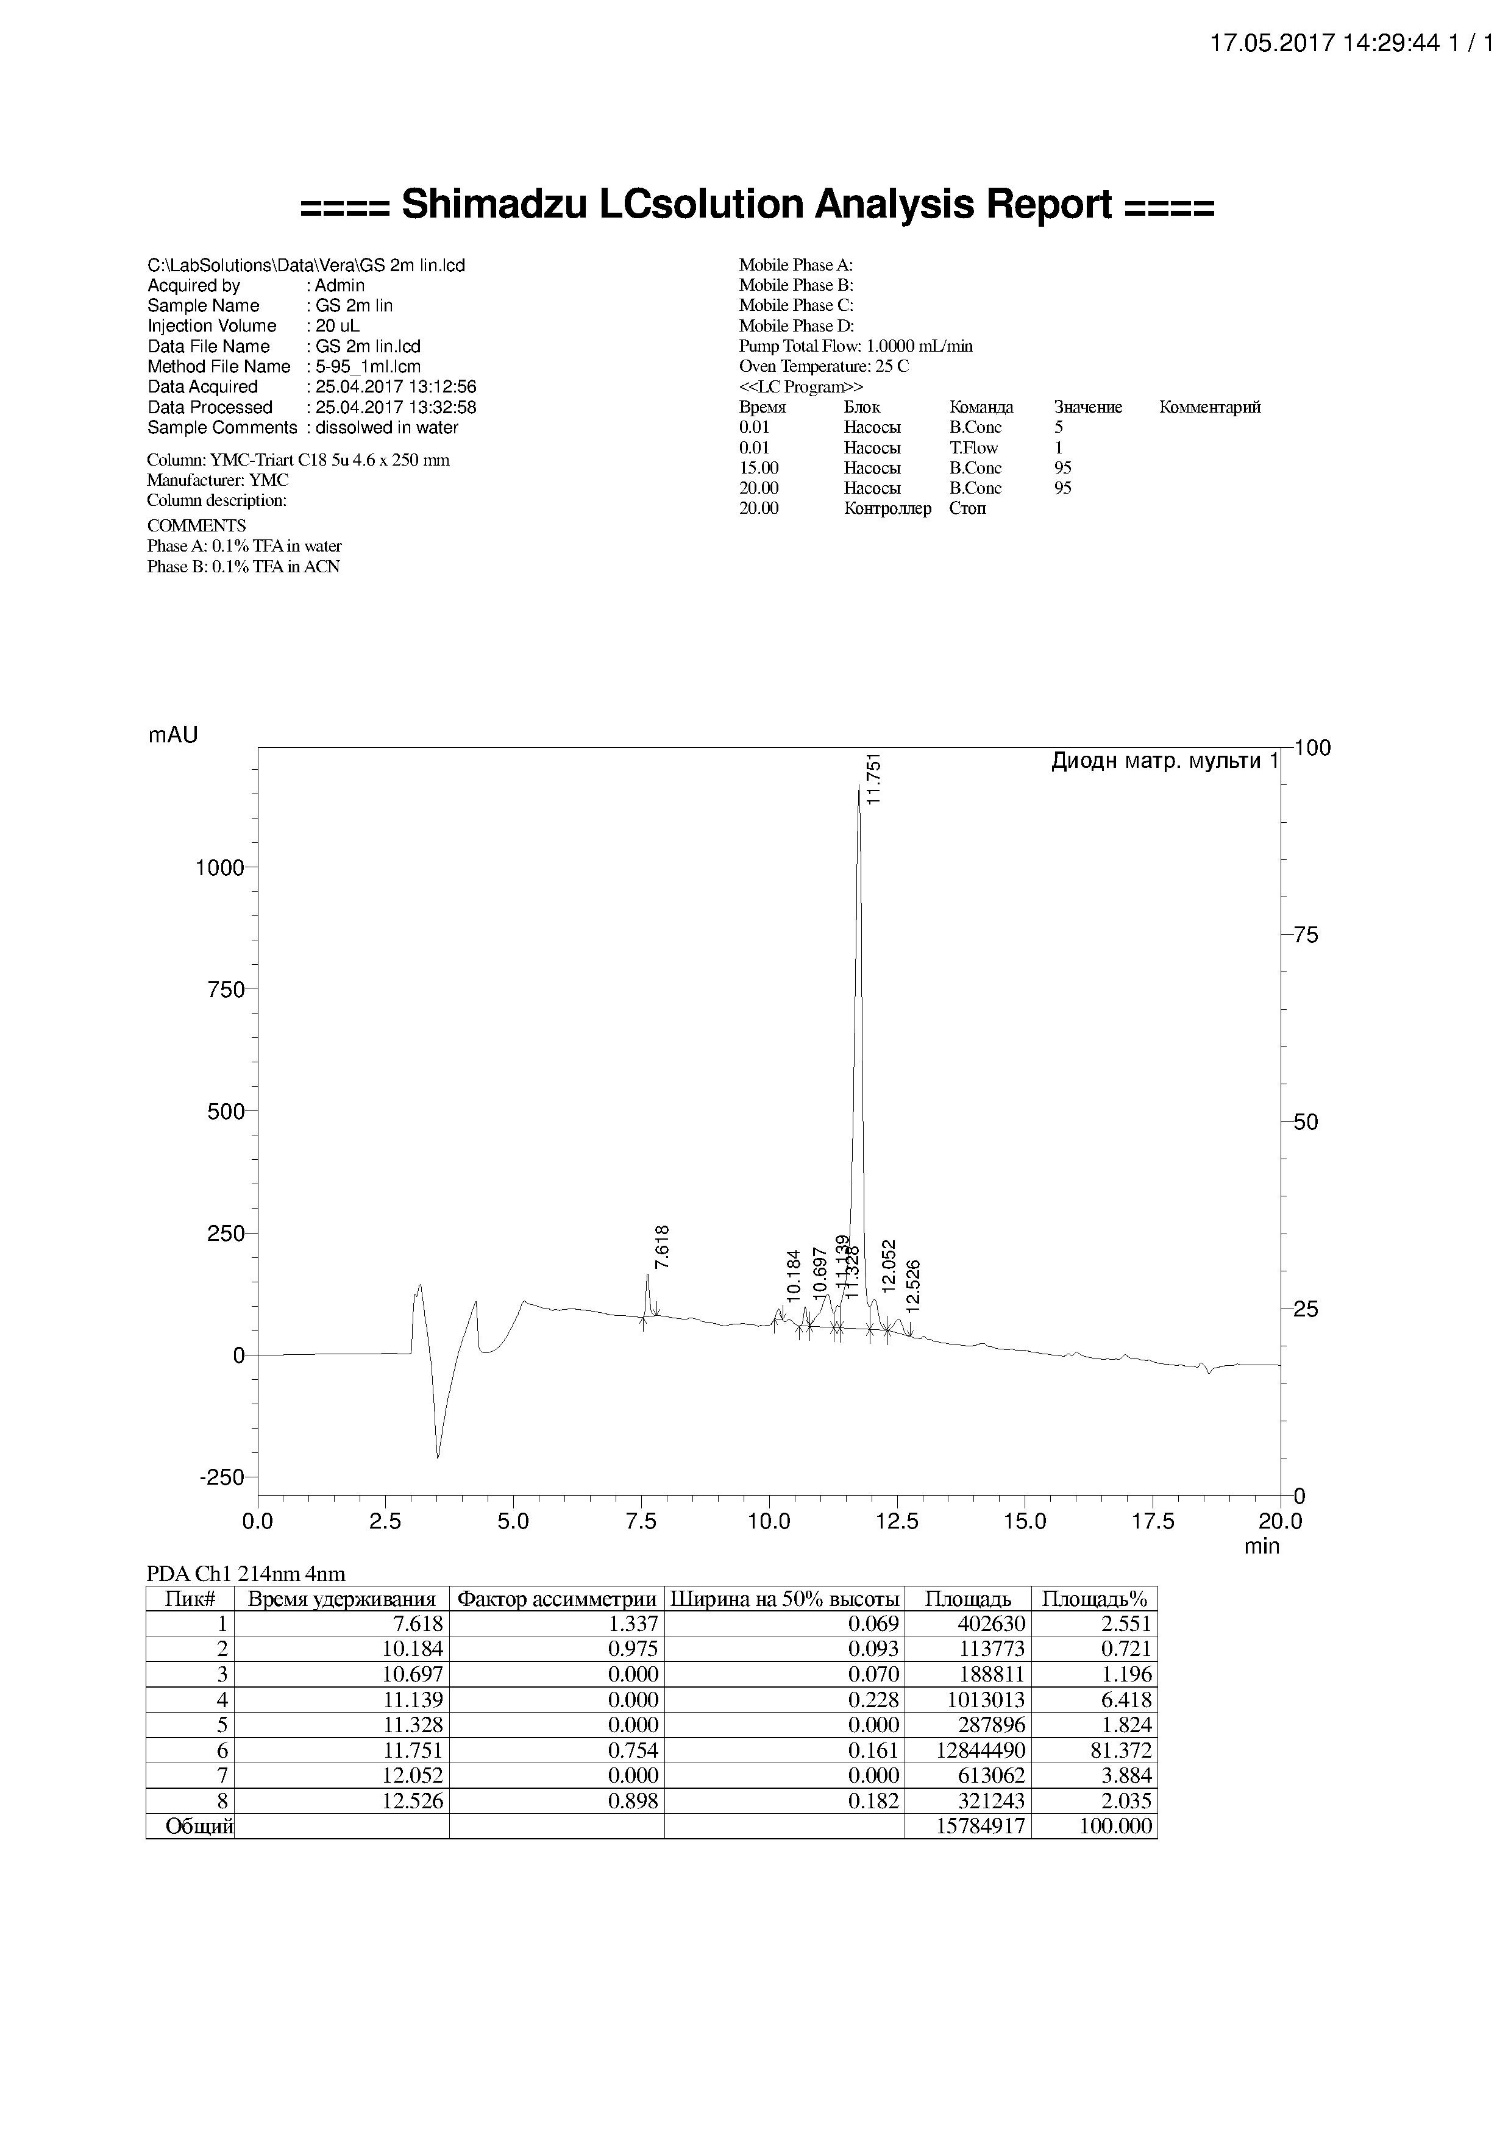 17.05.2017 14:29:44 1 / 1
==== Shimadzu LCsolution Analysis Report ====
C:\LabSolutions\Data\Vera\GS 2m lin.lcd
Acquired by : Admin
Sample Name : GS 2m lin
Injection Volume : 20 uL
Data File Name : GS 2m lin.lcd
Method File Name : 5-95_1ml.lcm
Data Acquired : 25.04.2017 13:12:56
Data Processed : 25.04.2017 13:32:58
Sample Comments : dissolwed in water
Column: YMC-Triart C18 5u 4.6 x 250 mm
Manufacturer: YMC
Column description:
COMMENTS
Phase A: 0.1% TFA in water
Phase B: 0.1% TFA in ACN
Mobile Phase A:
Mobile Phase B:
Mobile Phase C:
Mobile Phase D:
Pump Total Flow: 1.0000 mL/min
Oven Temperature: 25 C
<<LC Program>>
Время Блок Команда Значение Комментарий
0.01 Насосы B.Conc 5
0.01 Насосы T.Flow 1
15.00 Насосы B.Conc 95
20.00 Насосы B.Conc 95
20.00 Контроллер Стоп
mAU
Диодн матр. мульти 1
100
75
50
25
0
1000
750
500
250
0
-250
7.618
10.184
10.697
11.139
11.328
11.751
12.052
12.526
0.0 2.5 5.0 7.5 10.0 12.5 15.0 17.5 20.0
min
PDA Ch1 214nm 4nm
Пик# Время удерживания Фактор ассимметрии Ширина на 50% высоты Площадь Площадь%
1 7.618 1.337 0.069 402630 2.551
2 10.184 0.975 0.093 113773 0.721
3 10.697 0.000 0.070 188811 1.196
4 11.139 0.000 0.228 1013013 6.418
5 11.328 0.000 0.000 287896 1.824
6 11.751 0.754 0.161 12844490 81.372
7 12.052 0.000 0.000 613062 3.884
8 12.526 0.898 0.182 321243 2.035
Общий 15784917 100.000